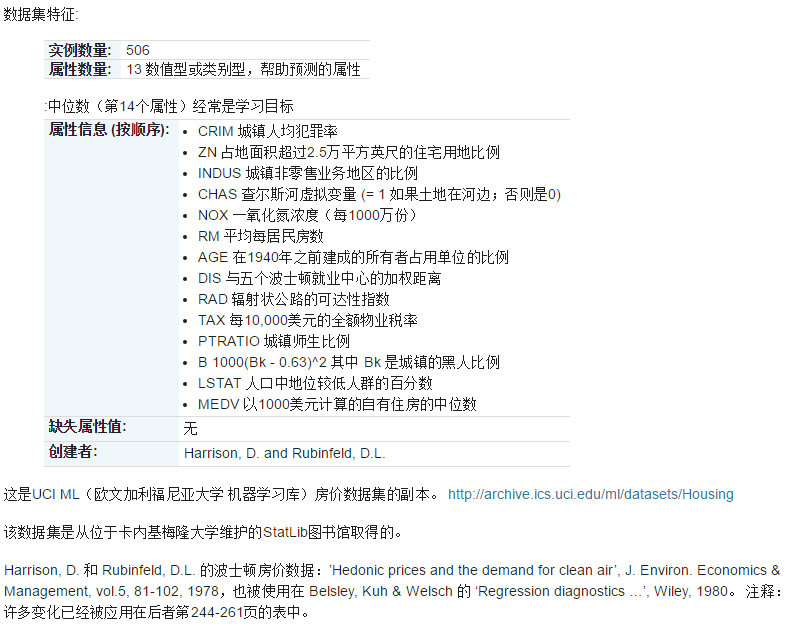 数据集特征:
实例数量: 506
属性数量: 13 数值型或类别型，帮助预测的属性
:中位数（第14个属性）经常是学习目标
属性信息 (按顺序): • CRIM 城镇人均犯罪率
• ZN 占地面积超过2.5万平方英尺的住宅用地比例
• INDUS 城镇非零售业务地区的比例
• CHAS 查尔斯河虚拟变量 (= 1 如果土地在河边；否则是0)
• NOX 一氧化氮浓度（每1000万份）
• RM 平均每居民房数
• AGE 在1940年之前建成的所有者占用单位的比例
• DIS 与五个波士顿就业中心的加权距离
• RAD 辐射状公路的可达性指数
• TAX 每10,000美元的全额物业税率
• PTRATIO 城镇师生比例
• B 1000(Bk - 0.63)^2 其中 Bk 是城镇的黑人比例
• LSTAT 人口中地位较低人群的百分数
• MEDV 以1000美元计算的自有住房的中位数
缺失属性值: 无
创建者: Harrison, D. and Rubinfeld, D.L.
这是UCI ML（欧文加利福尼亚大学 机器学习库）房价数据集的副本。 http://archive.ics.uci.edu/ml/datasets/Housing
该数据集是从位于卡内基梅隆大学维护的StatLib图书馆取得的。
Harrison, D. 和 Rubinfeld, D.L. 的波士顿房价数据：'Hedonic prices and the demand for clean air', J. Environ. Economics &
Management, vol.5, 81-102, 1978，也被使用在 Belsley, Kuh & Welsch 的 ‘Regression diagnostics …’, Wiley, 1980。 注释：
许多变化已经被应用在后者第244-261页的表中。